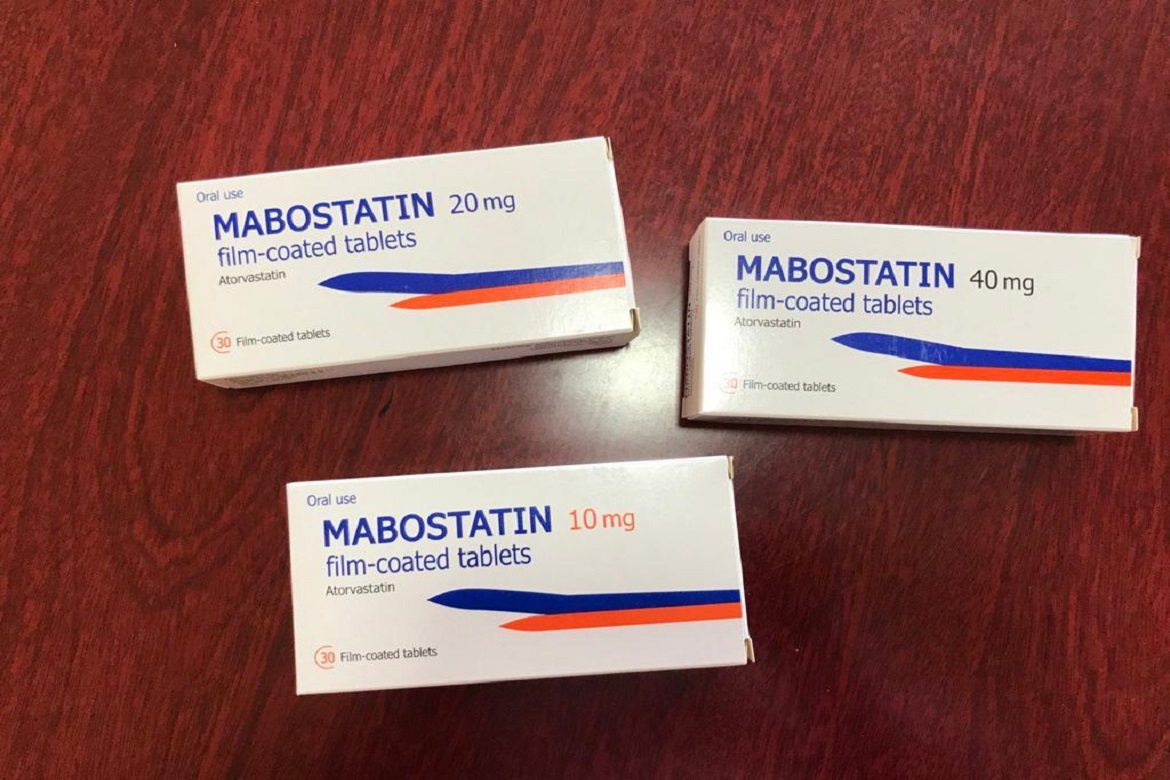 Oral use
MABOSTATIN 20 mg
film-coated tablets
Atorvastatin
30 Film-coated tablets
Oral use
MABOSTATIN 40 mg
film-coated tablets
Atorvastatin
30 Film-coated tablets
Oral use
MABOSTATIN 10 mg
film-coated tablets
Atorvastatin
30 Film-coated tablets